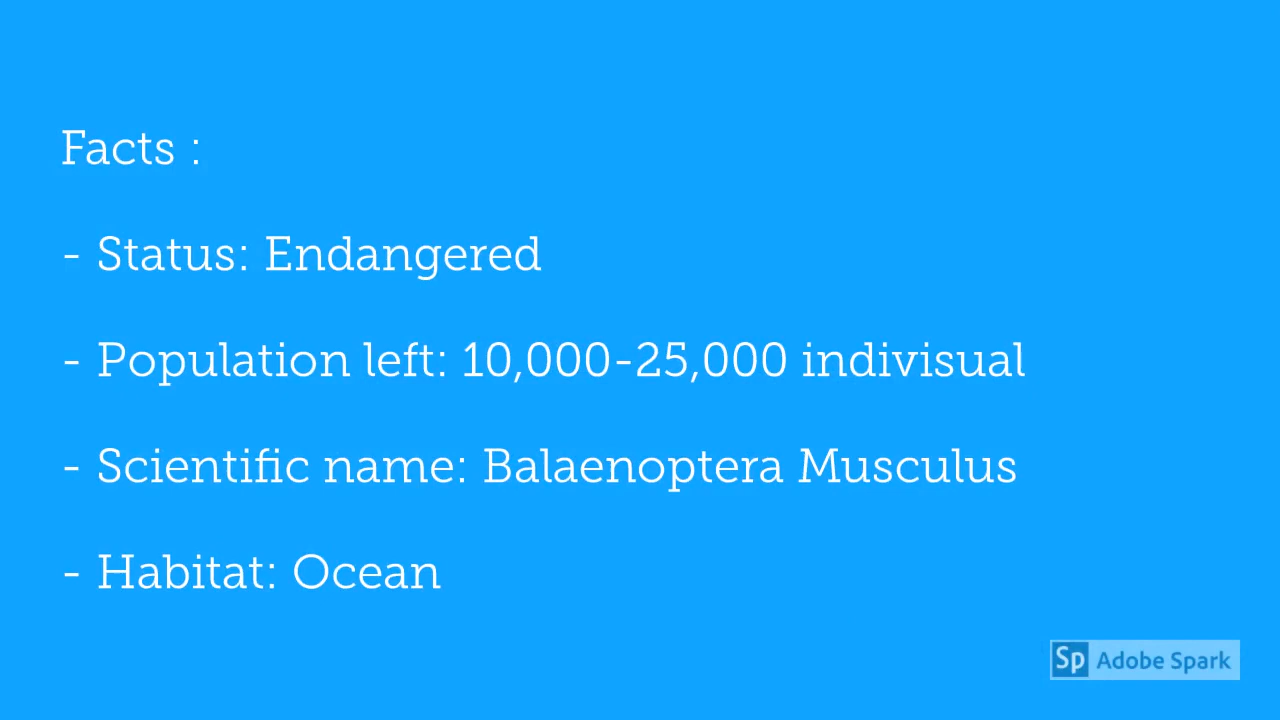 Facts :
- Status: Endangered
- Population left: 10,000-25,000 indivisual
- Scientific name: Balaenoptera Musculus
- Habitat: Ocean
Sp Adobe Spark